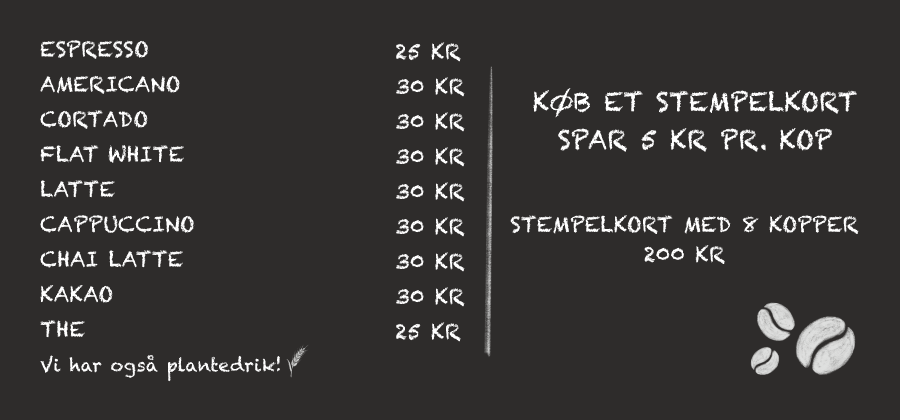 ESPRESSO 25 KR
AMERICANO 30 KR
CORTADO 30 KR
FLAT WHITE 30 KR
LATTE 30 KR
CAPPUCCINO 30 KR
CHAI LATTE 30 KR
KAKAO 30 KR
THE 25 KR
Vi har også plantedrik!
KØB ET STEMPELKORT
SPAR 5 KR PR. KOP
STEMPELKORT MED 8 KOPPER
200 KR